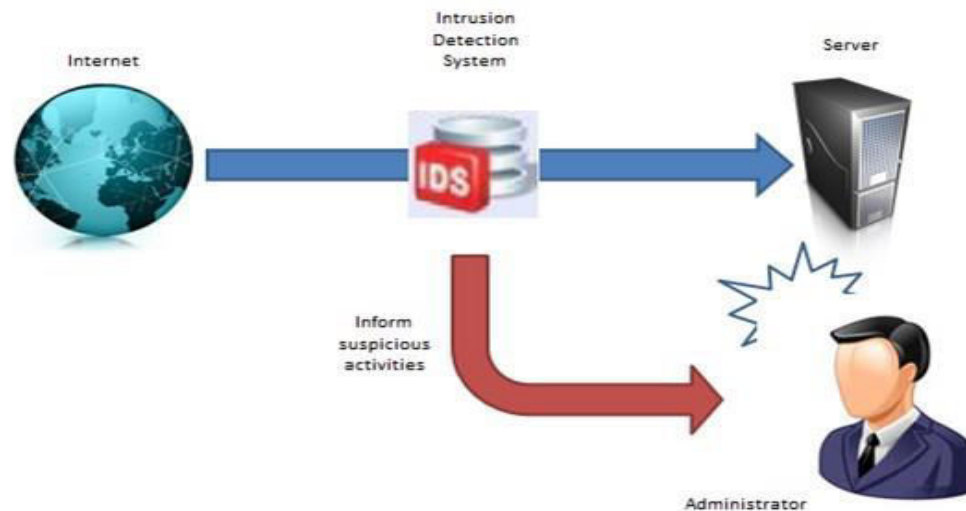 Intrusion
Detection
System
Internet
Server
IDS
Inform
suspicious
activities
Administrator